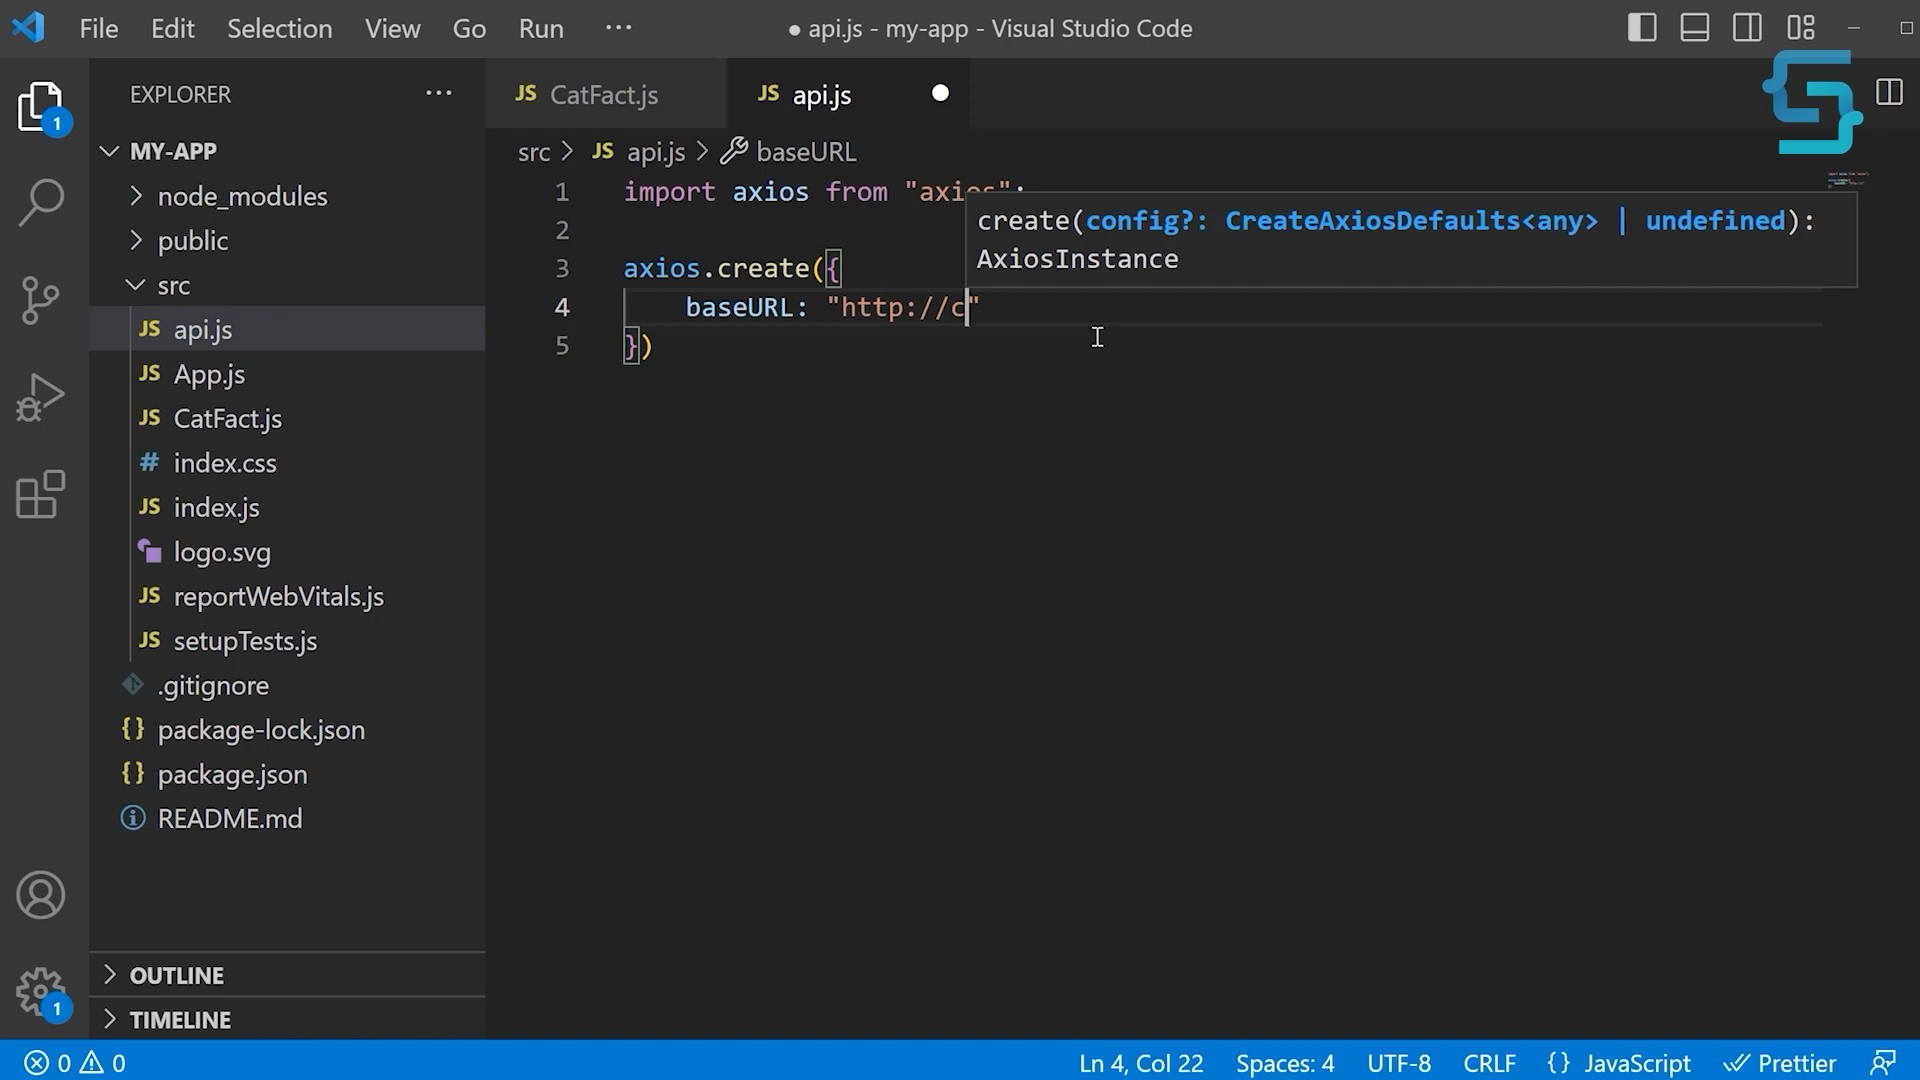 File Edit Selection View Go Run ··· ● api.js - my-app - Visual Studio Code
EXPLORER ···
1
MY-APP
node_modules
public
src
JS api.js
JS App.js
JS CatFact.js
# index.css
JS index.js
logo.svg
JS reportWebVitals.js
JS setupTests.js
.gitignore
{} package-lock.json
{} package.json
README.md
OUTLINE
TIMELINE
1
JS CatFact.js JS api.js ●
src > JS api.js > baseURL
1 import axios from "axios";
create(config?: CreateAxiosDefaults<any> | undefined):
AxiosInstance
2
3 axios.create({
4 baseURL: "http://c"
5 })
0 0 Ln 4, Col 22 Spaces: 4 UTF-8 CRLF {} JavaScript Prettier